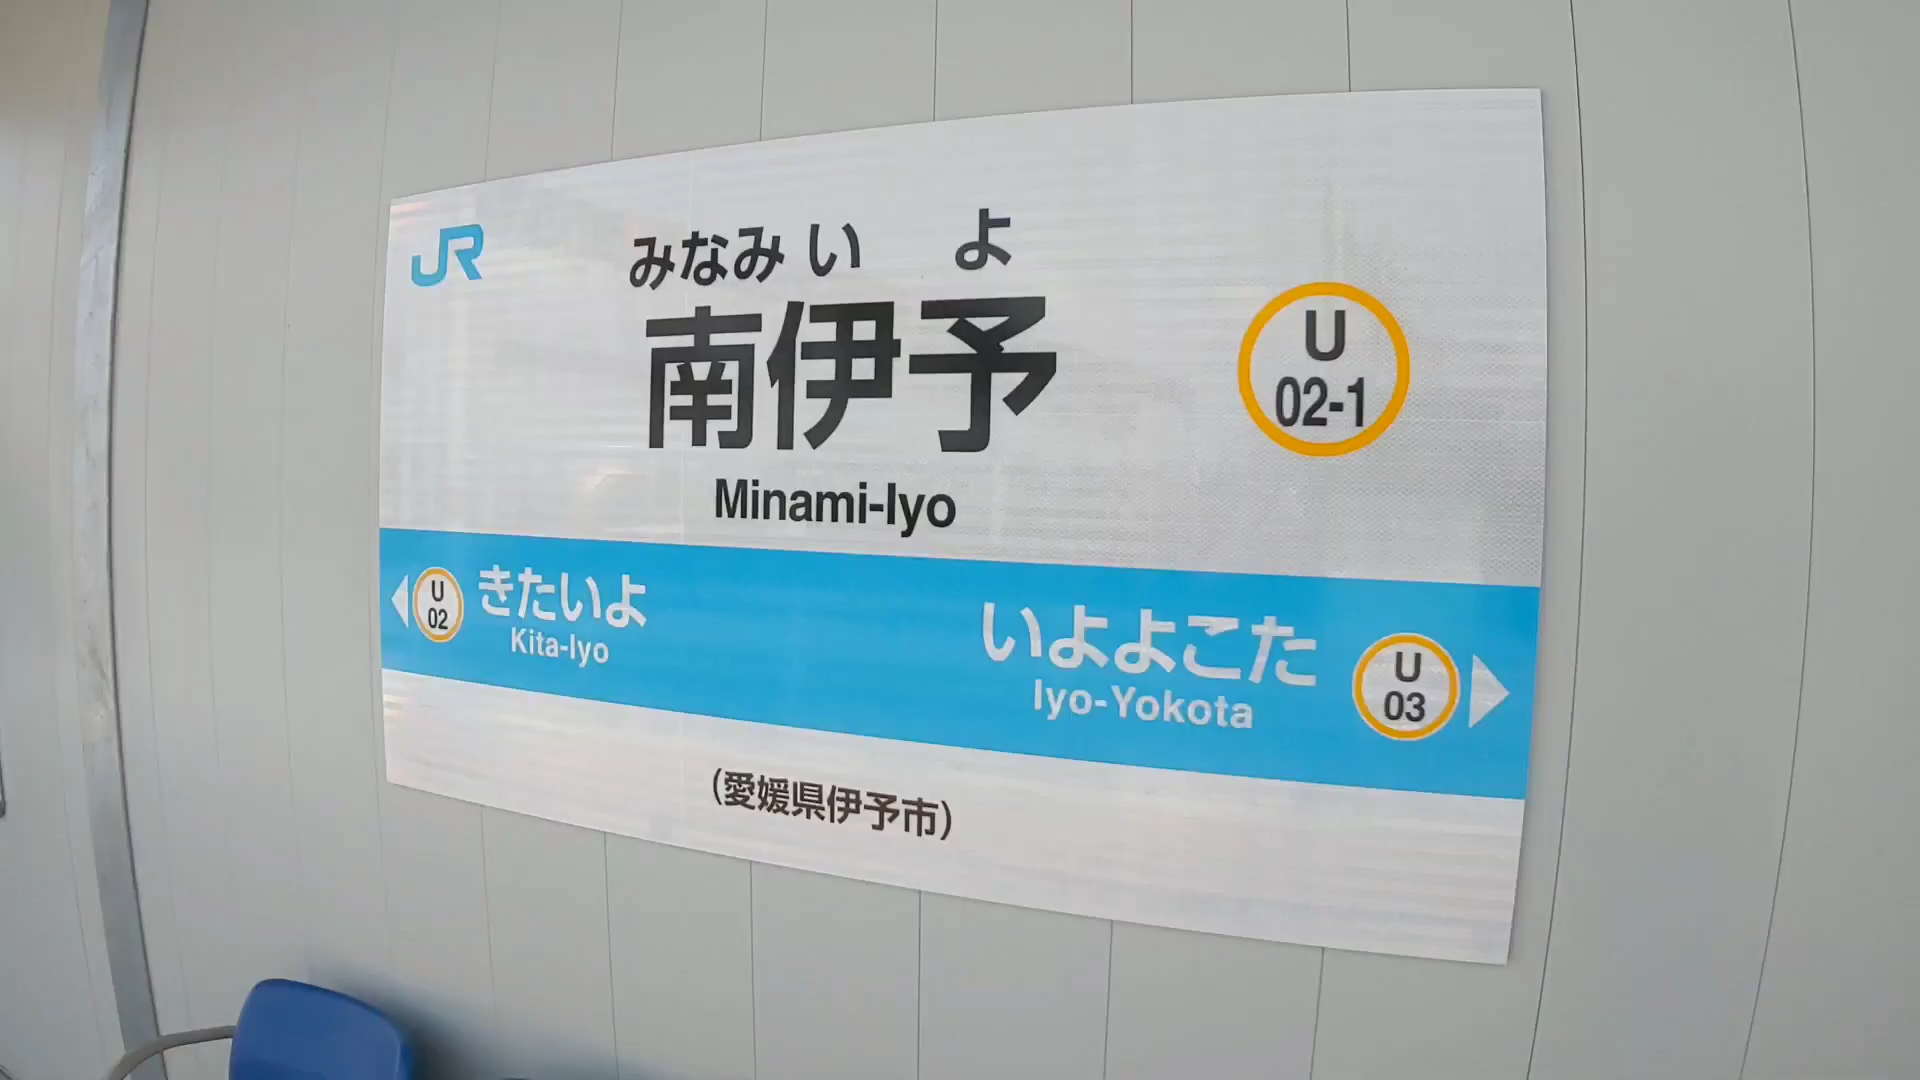 JR
みなみ い よ
南伊予
Minami-Iyo
U
02-1
U
02
きたいよ
Kita-Iyo
いよよこた
Iyo-Yokota
U
03
(愛媛県伊予市)